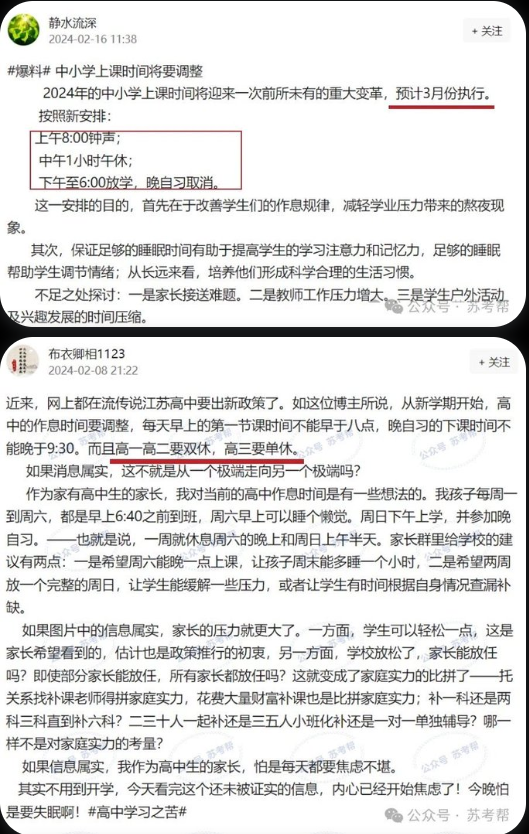 静水流深
2024-02-16 11:38
+ 关注
#爆料# 中小学上课时间将要调整
2024年的中小学上课时间将迎来一次前所未有的重大变革，预计3月份执行。
按照新安排：
上午8:00钟声；
中午1小时午休；
下午至6:00放学，晚自习取消。
这一安排的目的，首先在于改善学生们的作息规律，减轻学业压力带来的熬夜现
象。
其次，保证足够的睡眠时间有助于提高学生的学习注意力和记忆力，足够的睡眠
帮助学生调节情绪；从长远来看，培养他们形成科学合理的生活习惯。
不足之处探讨：一是家长接送难题。二是教师工作压力增大。三是学生户外活动
及兴趣发展的时间压缩。
公众号 · 苏考帮
布衣卿相1123
2024-02-08 21:22
+ 关注
近来，网上都在流传说江苏高中要出新政策了。如这位博主所说，从新学期开始，高
中的作息时间要调整，每天早上的第一节课时间不能早于八点，晚自习的下课时间不
能晚于9:30。而且高一高二要双休，高三要单休。
如果消息属实，这不就是从一个极端走向另一个极端吗？
作为家有高中生的家长，我对当前的高中作息时间是有一些想法的。我孩子每周一
到周六，都是早上6:40之前到班，周六早上可以睡个懒觉。周日下午上学，并参加晚
自习。——也就是说，一周就休息周六的晚上和周日上午半天。家长群里给学校的建
议有两点：一是希望周六能晚一点上课，让孩子周末能多睡一个小时，二是希望两周
放一个完整的周日，让学生能缓解一些压力，或者让学生有时间根据自身情况查漏补
缺。
如果图片中的信息属实，家长的压力就更大了。一方面，学生可以轻松一点，这是
家长希望看到的，估计也是政策推行的初衷，另一方面，学校放松了，家长能放任
吗？即使部分家长能放任，所有家长都放任吗？这就变成了家庭实力的比拼了——托
关系找补课老师得拼家庭实力，花费大量财富补课也是比拼家庭实力；补一科还是两
科三科直到补六科？二三十人一起补还是三五人小班化补还是一对一单独辅导？哪一
样不是对家庭实力的考量？
如果信息属实，我作为高中生的家长，怕是每天都要焦虑不堪。
其实不用到开学，今天看完这个还未被证实的信息，内心已经开始焦虑了！今晚怕
是要失眠啊！#高中学习之苦#
公众号 · 苏考帮